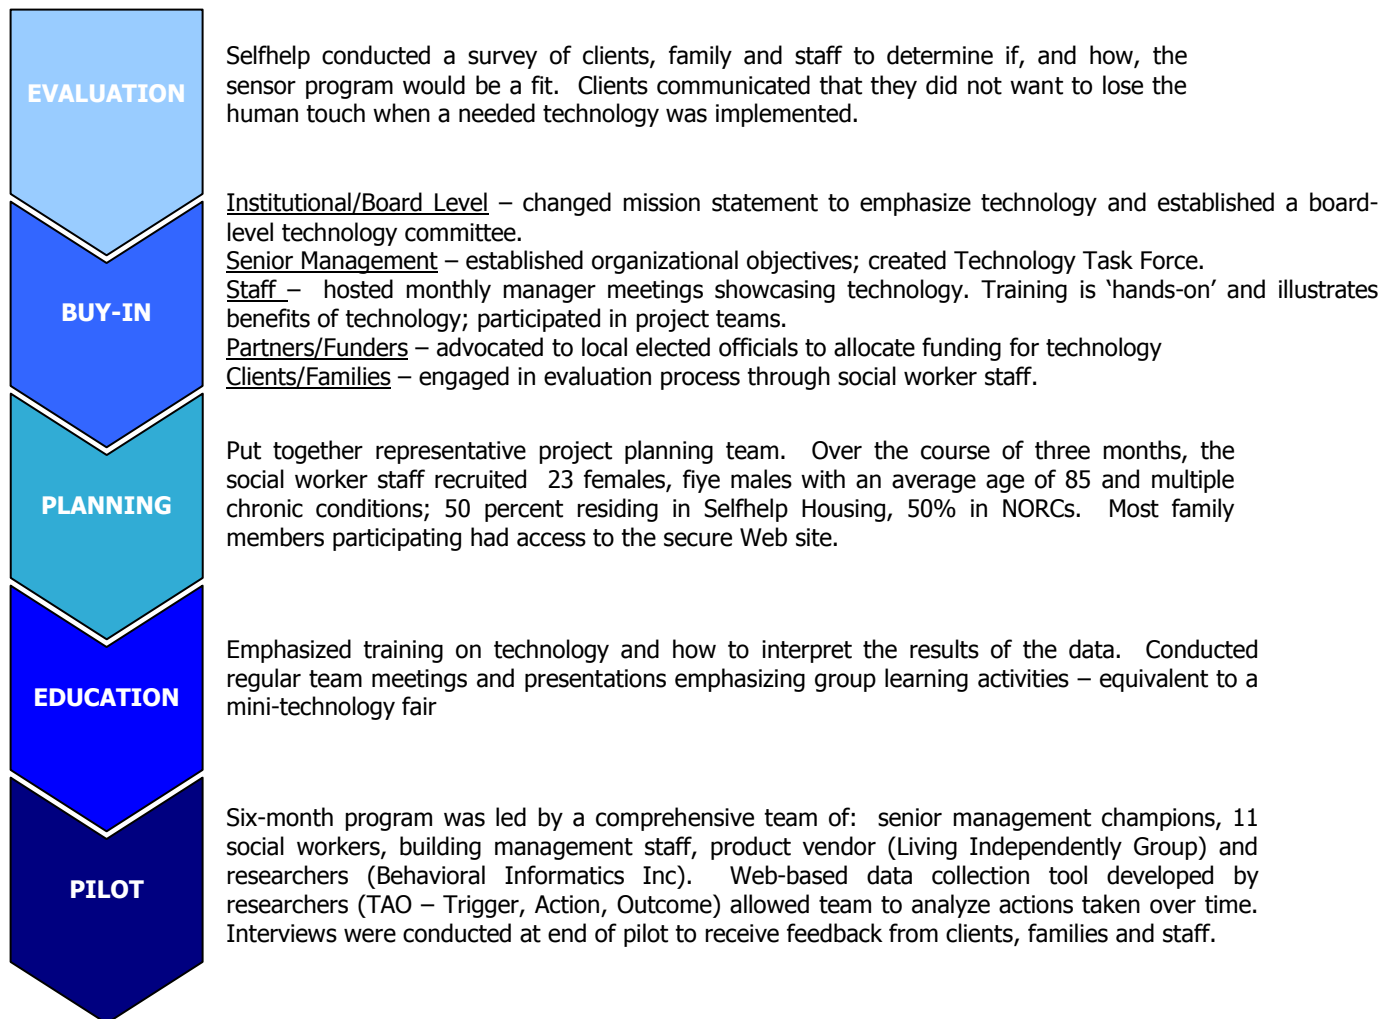 EVALUATION
Selfhelp conducted a survey of clients, family and staff to determine if, and how, the
sensor program would be a fit.  Clients communicated that they did not want to lose the
human touch when a needed technology was implemented.
BUY-IN
Institutional/Board Level – changed mission statement to emphasize technology and established a board-
level technology committee.
Senior Management – established organizational objectives; created Technology Task Force.
Staff –  hosted monthly manager meetings showcasing technology. Training is ‘hands-on’ and illustrates
benefits of technology; participated in project teams.
Partners/Funders – advocated to local elected officials to allocate funding for technology
Clients/Families – engaged in evaluation process through social worker staff.
PLANNING
Put together representative project planning team.  Over the course of three months, the
social worker staff recruited  23 females, fiye males with an average age of 85 and multiple
chronic conditions; 50 percent residing in Selfhelp Housing, 50% in NORCs.  Most family
members participating had access to the secure Web site.
EDUCATION
Emphasized training on technology and how to interpret the results of the data.  Conducted
regular team meetings and presentations emphasizing group learning activities – equivalent to a
mini-technology fair
PILOT
Six-month program was led by a comprehensive team of:  senior management champions, 11
social workers, building management staff, product vendor (Living Independently Group) and
researchers (Behavioral Informatics Inc).  Web-based data collection tool developed by
researchers (TAO – Trigger, Action, Outcome) allowed team to analyze actions taken over time.
Interviews were conducted at end of pilot to receive feedback from clients, families and staff.